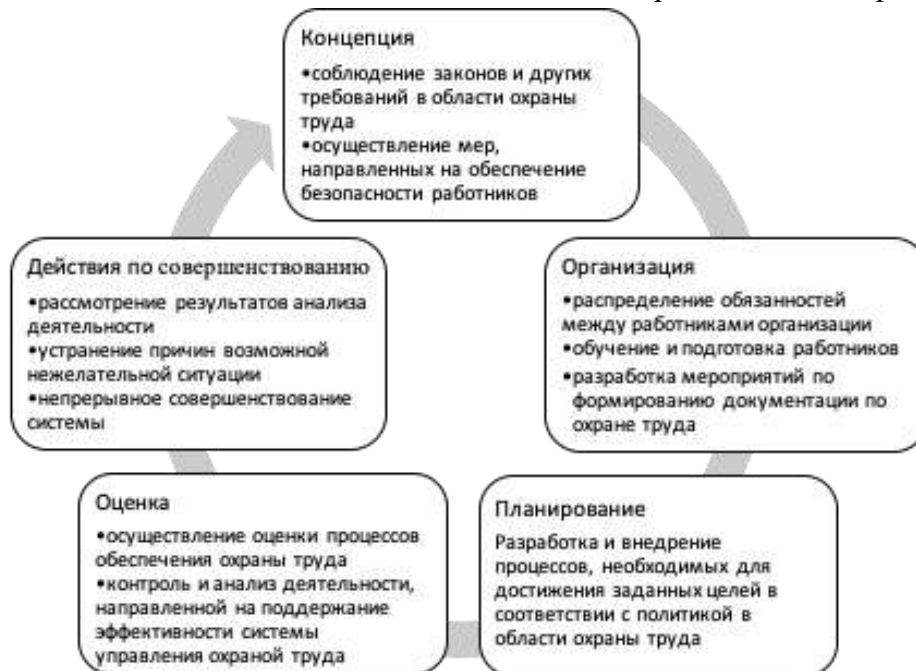 Концепция
•соблюдение законов и других
требований в области охраны
труда
•осуществление мер,
направленных на обеспечение
безопасности работников
Организация
•распределение обязанностей
между работниками организации
•обучение и подготовка работников
•разработка мероприятий по
формированию документации по
охране труда
Планирование
Разработка и внедрение
процессов, необходимых для
достижения заданных целей в
соответствии с политикой в
области охраны труда
Оценка
•осуществление оценки процессов
обеспечения охраны труда
•контроль и анализ деятельности,
направленной на поддержание
эффективности системы
управления охраной труда
Действия по совершенствованию
•рассмотрение результатов анализа
деятельности
•устранение причин возможной
нежелательной ситуации
•непрерывное совершенствование
системы